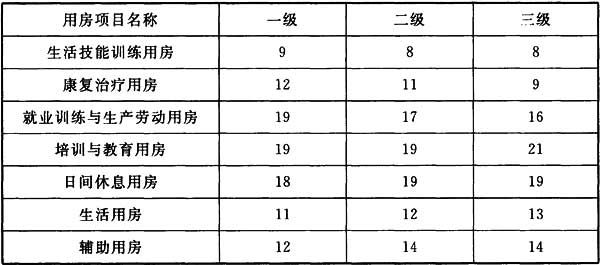 用房项目名称 一级 二级 三级
生活技能训练用房 9 8 8
康复治疗用房 12 11 9
就业训练与生产劳动用房 19 17 16
培训与教育用房 19 19 21
日间休息用房 18 19 19
生活用房 11 12 13
辅助用房 12 14 14